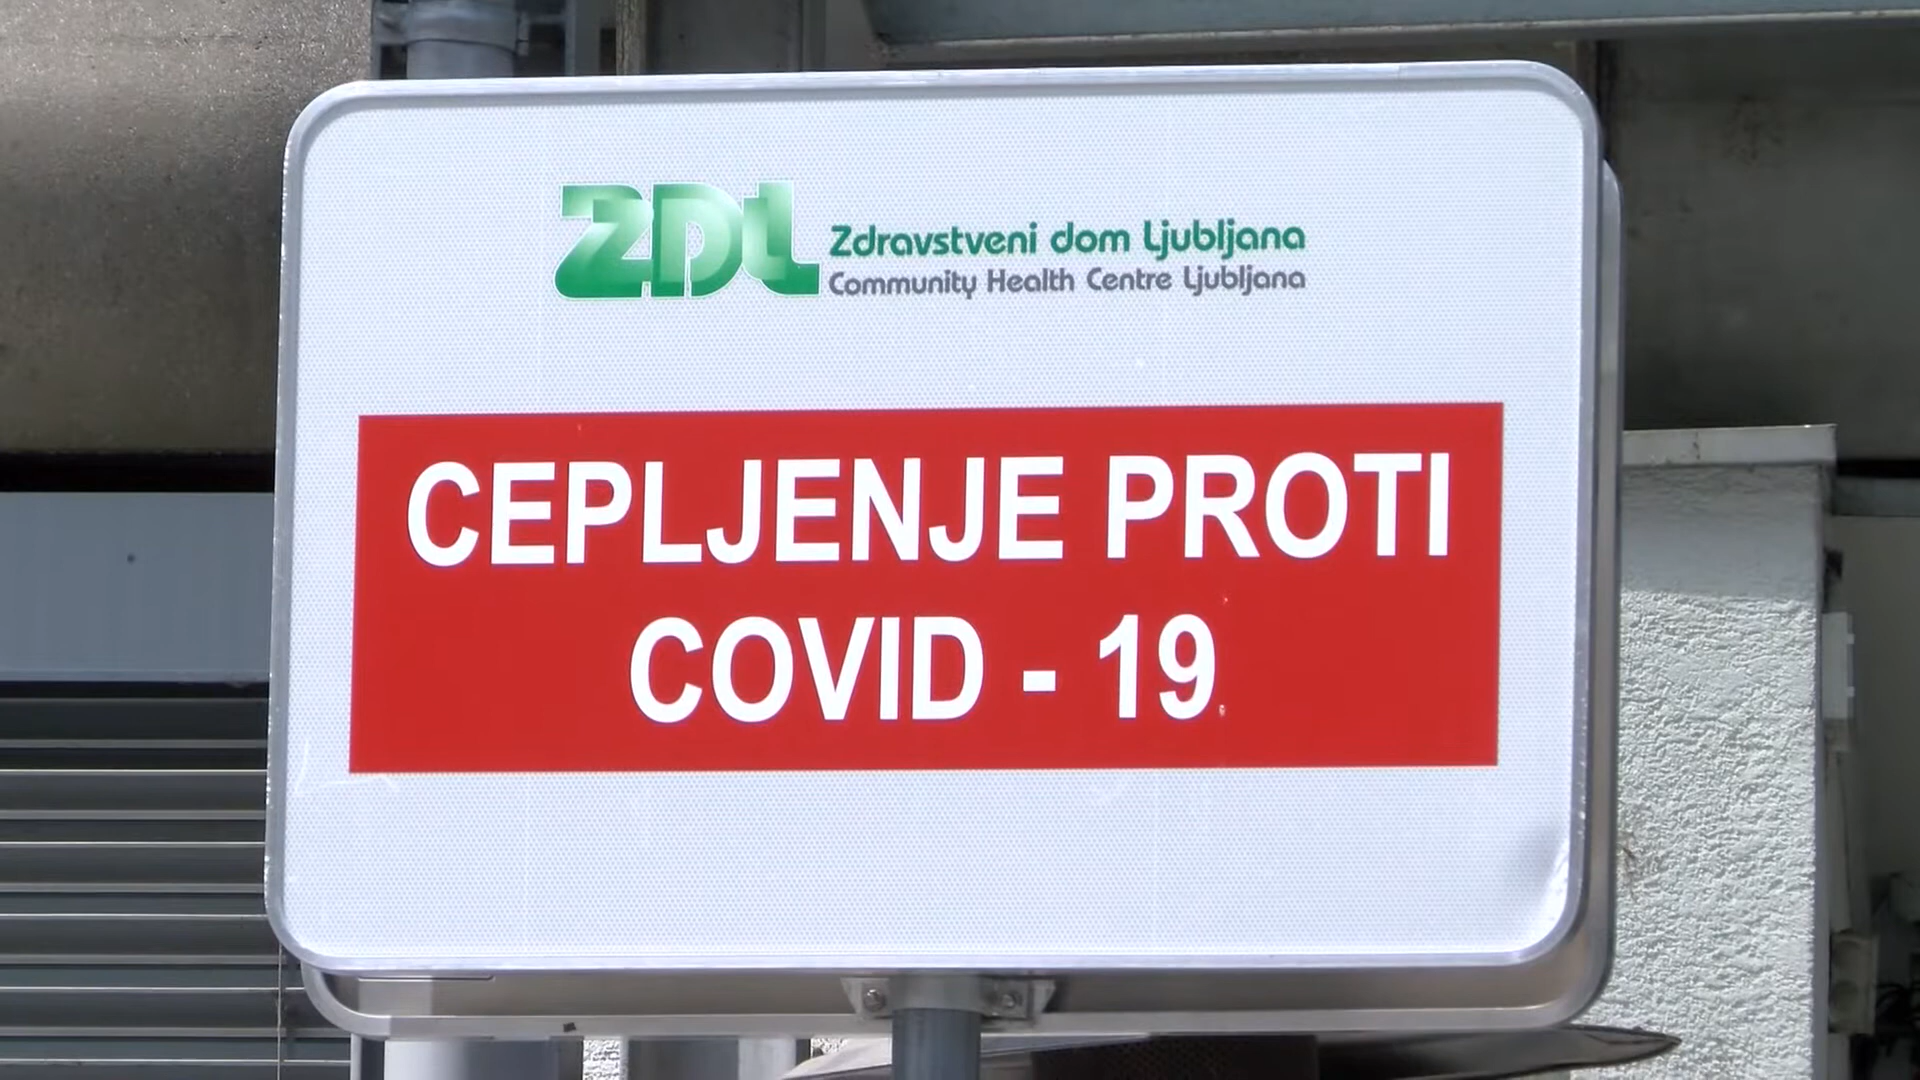 ZDL
Zdravstveni dom Ljubljana
Community Health Centre Ljubljana
CEPLJENJE PROTI
COVID - 19